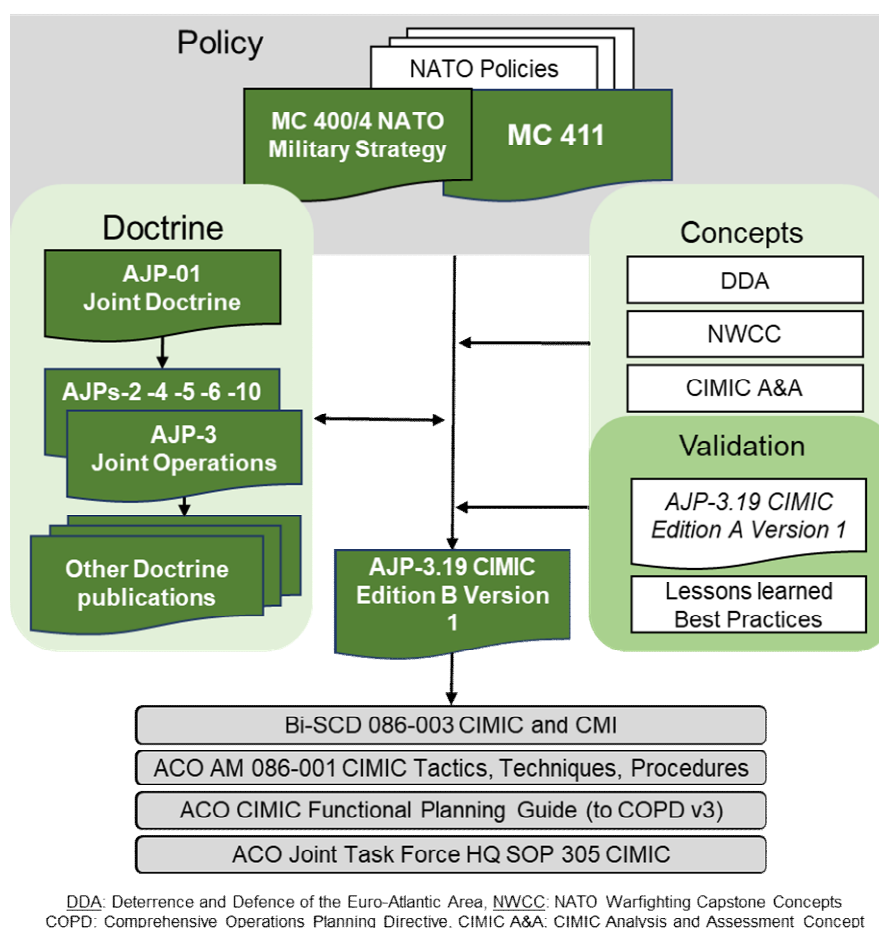 Policy
NATO Policies
MC 400/4 NATO
Military Strategy
MC 411
Doctrine
AJP-01
Joint Doctrine
AJPs-2 -4 -5 -6 -10
AJP-3
Joint Operations
Other Doctrine
publications
Concepts
DDA
NWCC
CIMIC A&A
Validation
AJP-3.19 CIMIC
Edition A Version 1
Lessons learned
Best Practices
AJP-3.19 CIMIC
Edition B Version
1
Bi-SCD 086-003 CIMIC and CMI
ACO AM 086-001 CIMIC Tactics, Techniques, Procedures
ACO CIMIC Functional Planning Guide (to COPD v3)
ACO Joint Task Force HQ SOP 305 CIMIC
DDA: Deterrence and Defence of the Euro-Atlantic Area, NWCC: NATO Warfighting Capstone Concepts
COPD: Comprehensive Operations Planning Directive, CIMIC A&A: CIMIC Analysis and Assessment Concept